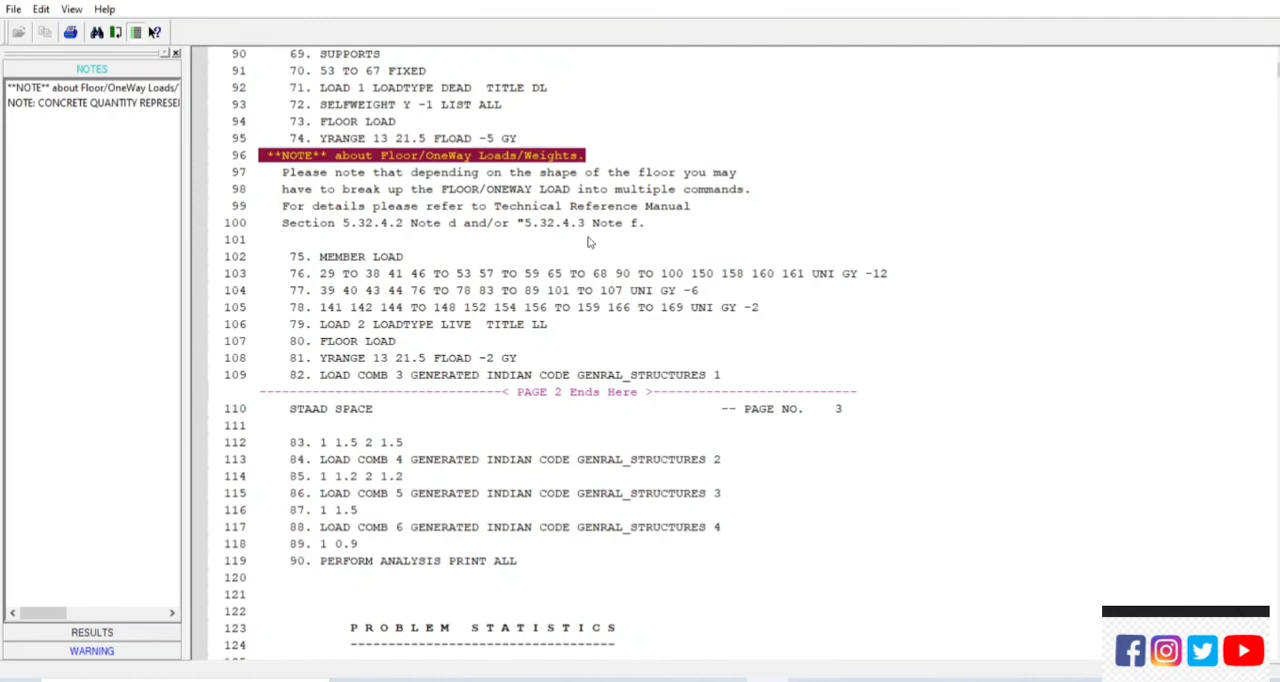 File Edit View Help
NOTES
**NOTE** about Floor/OneWay Loads/
NOTE: CONCRETE QUANTITY REPRESE
RESULTS
WARNING
90 69. SUPPORTS
91 70. 53 TO 67 FIXED
92 71. LOAD 1 LOADTYPE DEAD TITLE DL
93 72. SELFWEIGHT Y -1 LIST ALL
94 73. FLOOR LOAD
95 74. YRANGE 13 21.5 FLOAD -5 GY
96 **NOTE** about Floor/OneWay Loads/Weights.
97 Please note that depending on the shape of the floor you may
98 have to break up the FLOOR/ONEWAY LOAD into multiple commands.
99 For details please refer to Technical Reference Manual
100 Section 5.32.4.2 Note d and/or "5.32.4.3 Note f.
101
102 75. MEMBER LOAD
103 76. 29 TO 38 41 46 TO 53 57 TO 59 65 TO 68 90 TO 100 150 158 160 161 UNI GY -12
104 77. 39 40 43 44 76 TO 78 83 TO 89 101 TO 107 UNI GY -6
105 78. 141 142 144 TO 148 152 154 156 TO 159 166 TO 169 UNI GY -2
106 79. LOAD 2 LOADTYPE LIVE TITLE LL
107 80. FLOOR LOAD
108 81. YRANGE 13 21.5 FLOAD -2 GY
109 82. LOAD COMB 3 GENERATED INDIAN CODE GENRAL_STRUCTURES 1
--------------------------------< PAGE 2 Ends Here >---------------------------
110 STAAD SPACE -- PAGE NO. 3
111
112 83. 1 1.5 2 1.5
113 84. LOAD COMB 4 GENERATED INDIAN CODE GENRAL_STRUCTURES 2
114 85. 1 1.2 2 1.2
115 86. LOAD COMB 5 GENERATED INDIAN CODE GENRAL_STRUCTURES 3
116 87. 1 1.5
117 88. LOAD COMB 6 GENERATED INDIAN CODE GENRAL_STRUCTURES 4
118 89. 1 0.9
119 90. PERFORM ANALYSIS PRINT ALL
120
121
122
123 P R O B L E M S T A T I S T I C S
124 -----------------------------------